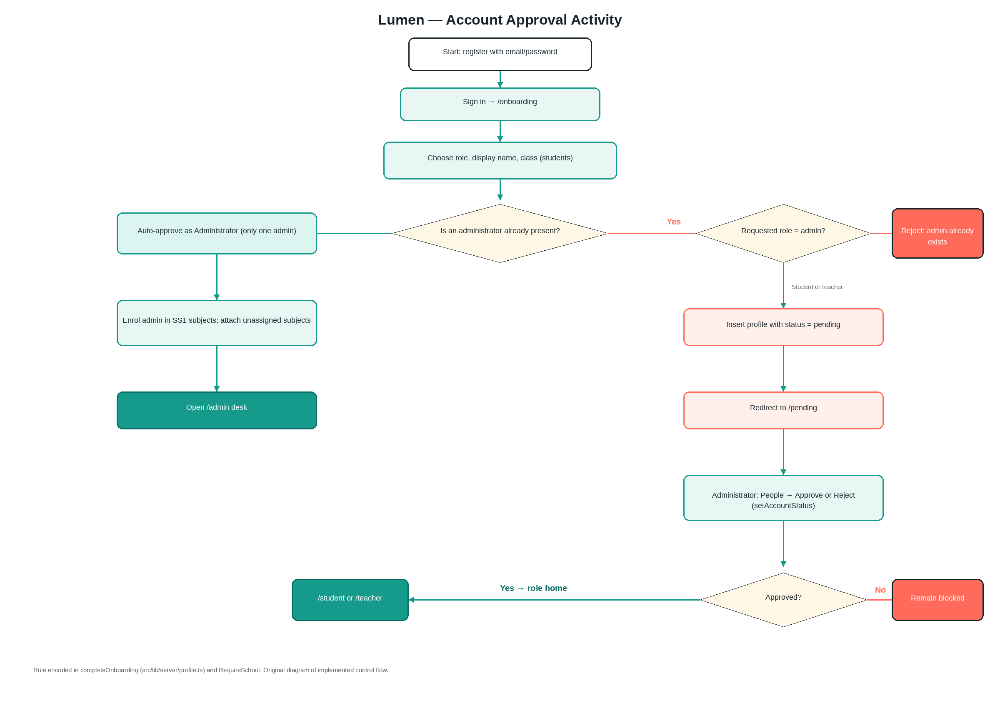 Lumen — Account Approval Activity
Start: register with email/password
Sign in → /onboarding
Choose role, display name, class (students)
Auto-approve as Administrator (only one admin)
Is an administrator already present?
Yes
Requested role = admin?
Reject: admin already
exists
Student or teacher
Enrol admin in SS1 subjects; attach unassigned subjects
Insert profile with status = pending
Open /admin desk
Redirect to /pending
Administrator: People → Approve or Reject
(setAccountStatus)
/student or /teacher
Yes → role home
Approved?
No
Remain blocked
Rule encoded in completeOnboarding (src/lib/server/profile.ts) and RequireSchool. Original diagram of implemented control flow.